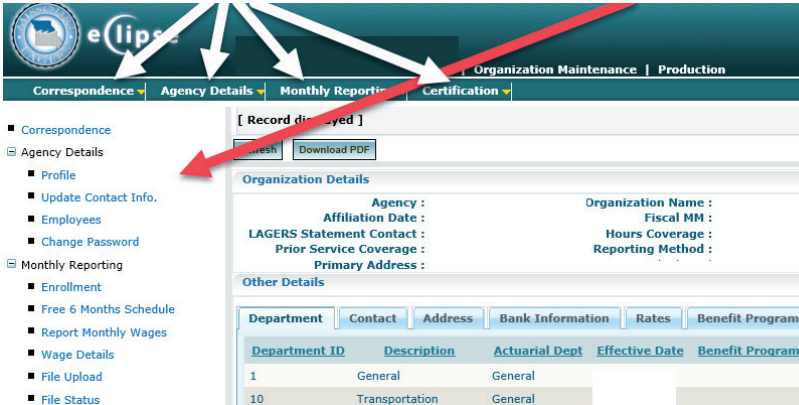 eClipse
| Organization Maintenance | Production
Correspondence Agency Details Monthly Reporting Certification
Correspondence
Agency Details
Profile
Update Contact Info.
Employees
Change Password
Monthly Reporting
Enrollment
Free 6 Months Schedule
Report Monthly Wages
Wage Details
File Upload
File Status
[ Record displayed ]
Refresh Download PDF
Organization Details
Agency : Organization Name :
Affiliation Date : Fiscal MM :
LAGERS Statement Contact : Hours Coverage :
Prior Service Coverage : Reporting Method :
Primary Address :
Other Details
Department Contact Address Bank Information Rates Benefit Program
Department ID Description Actuarial Dept Effective Date Benefit Program
1 General General
10 Transportation General